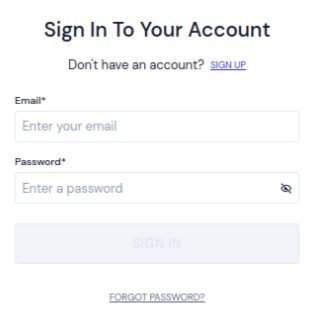 Sign In To Your Account
Don't have an account? SIGN UP
Email*
Enter your email
Password*
Enter a password
SIGN IN
FORGOT PASSWORD?